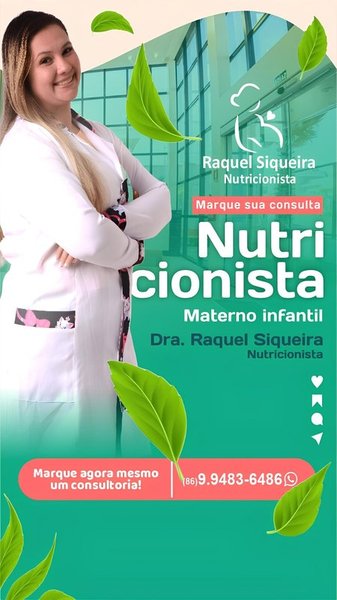 Raquel Siqueira
Nutricionista
Marque sua consulta
Nutri
cionista
Materno infantil
Dra. Raquel Siqueira
Nutricionista
Marque agora mesmo
um consultoria!
(86)9.9483-6486